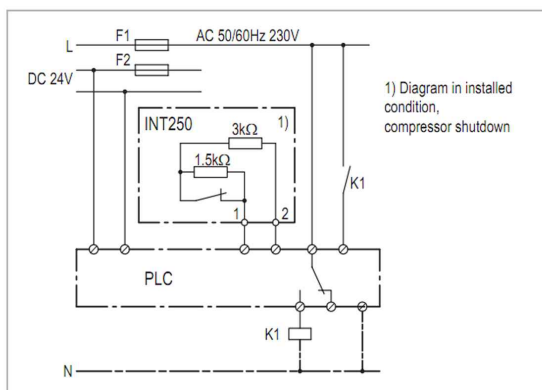 F1
L
AC 50/60Hz 230V
F2
DC 24V
1) Diagram in installed
condition,
compressor shutdown
INT250
1)
3kΩ
1.5kΩ
K1
1
2
PLC
K1
N